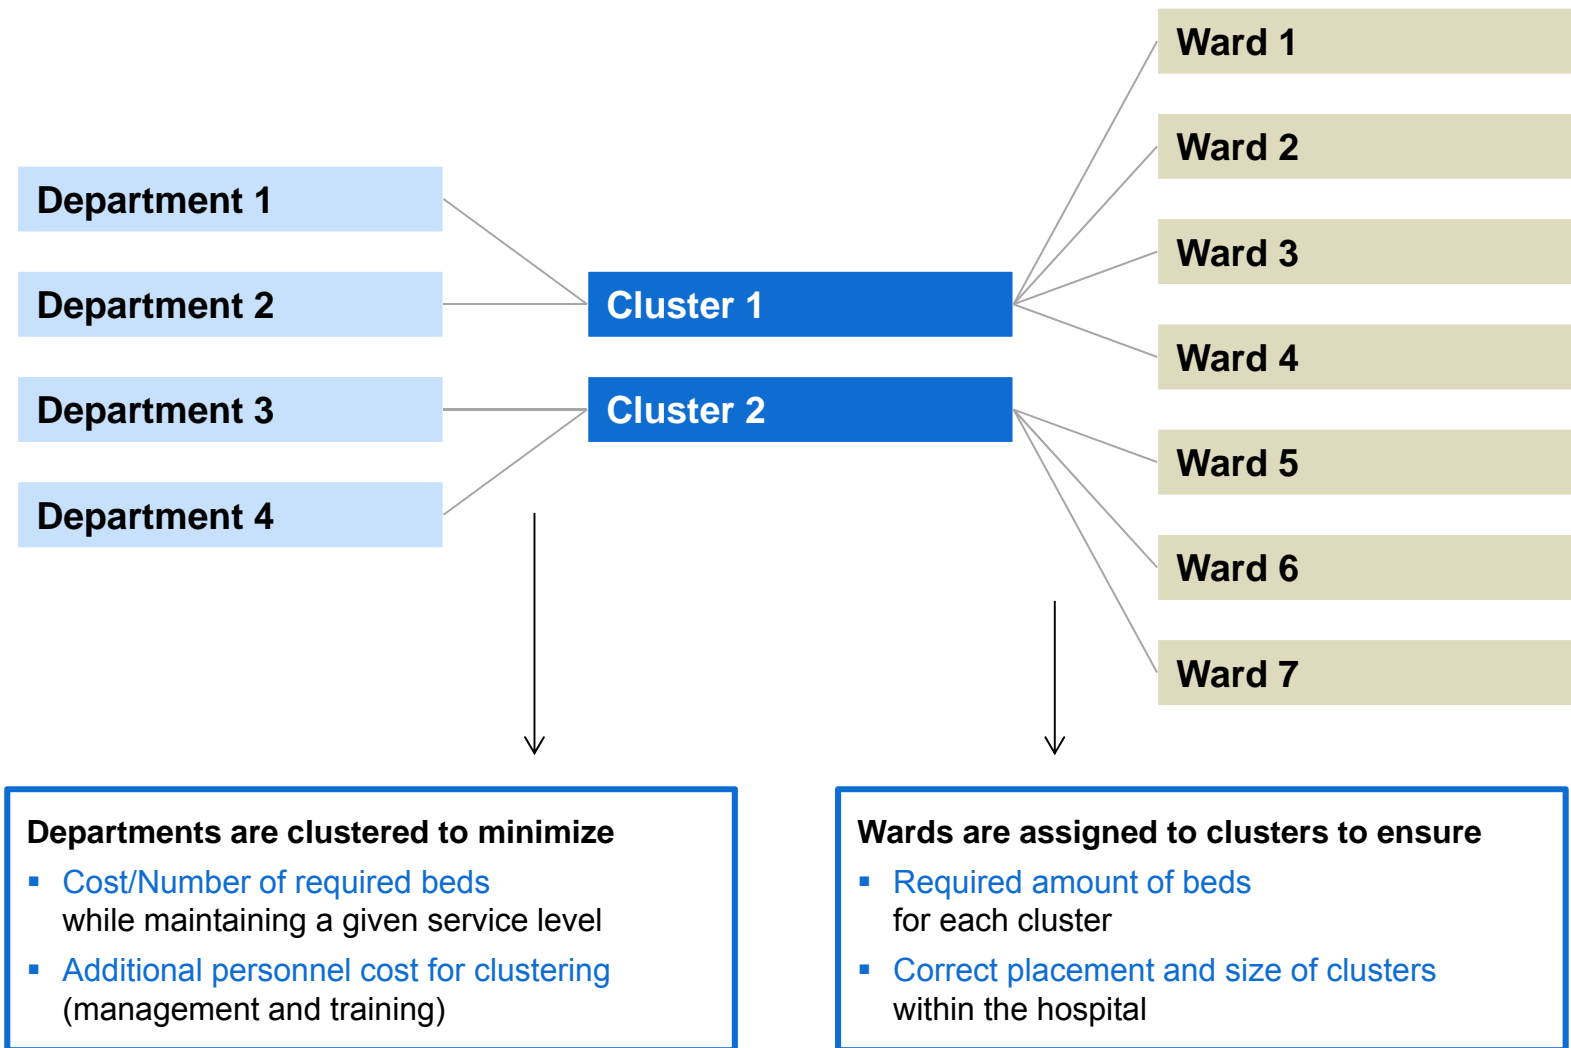 Department 1
Department 2
Department 3
Department 4
Cluster 1
Cluster 2
Ward 1
Ward 2
Ward 3
Ward 4
Ward 5
Ward 6
Ward 7
Departments are clustered to minimize
▪ Cost/Number of required beds
while maintaining a given service level
▪ Additional personnel cost for clustering
(management and training)
Wards are assigned to clusters to ensure
▪ Required amount of beds
for each cluster
▪ Correct placement and size of clusters
within the hospital